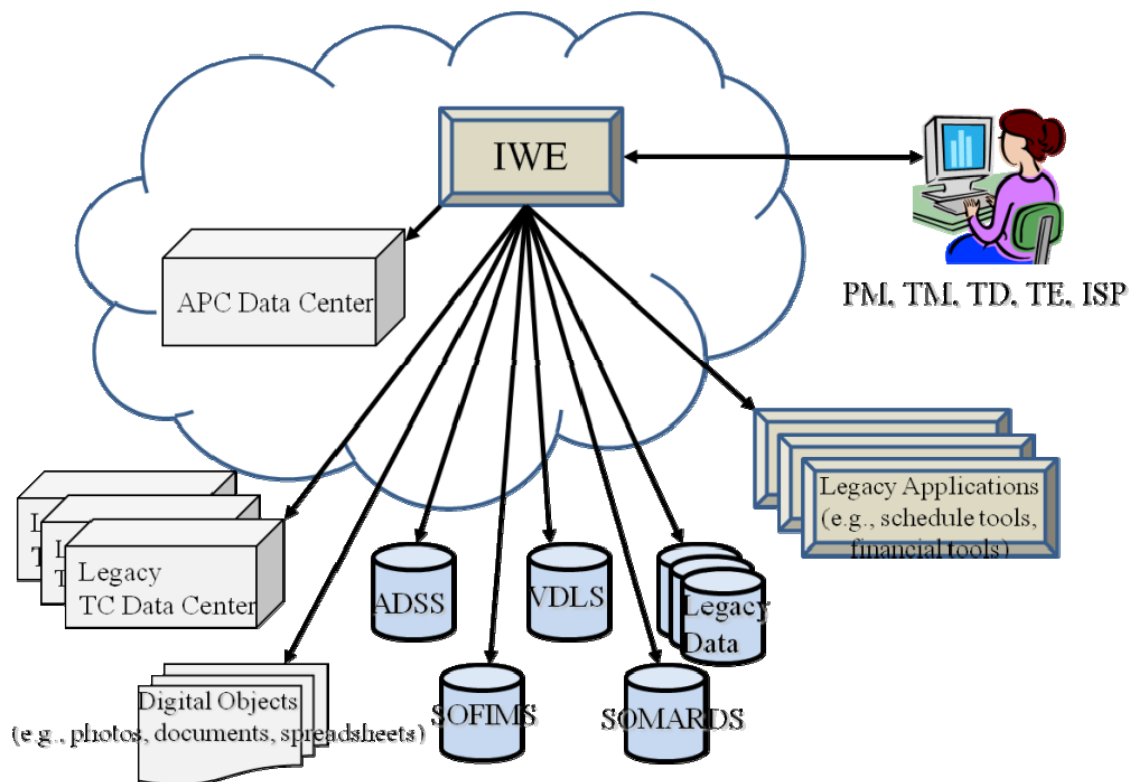 IWE
APC Data Center
PM, TM, TD, TE, ISP
Legacy Applications
(e.g., schedule tools,
financial tools)
L
T
L
T
Legacy
TC Data Center
ADSS
VDLS
Legacy
Data
Digital Objects
(e.g., photos, documents, spreadsheets)
SOFIMS
SOMARDS